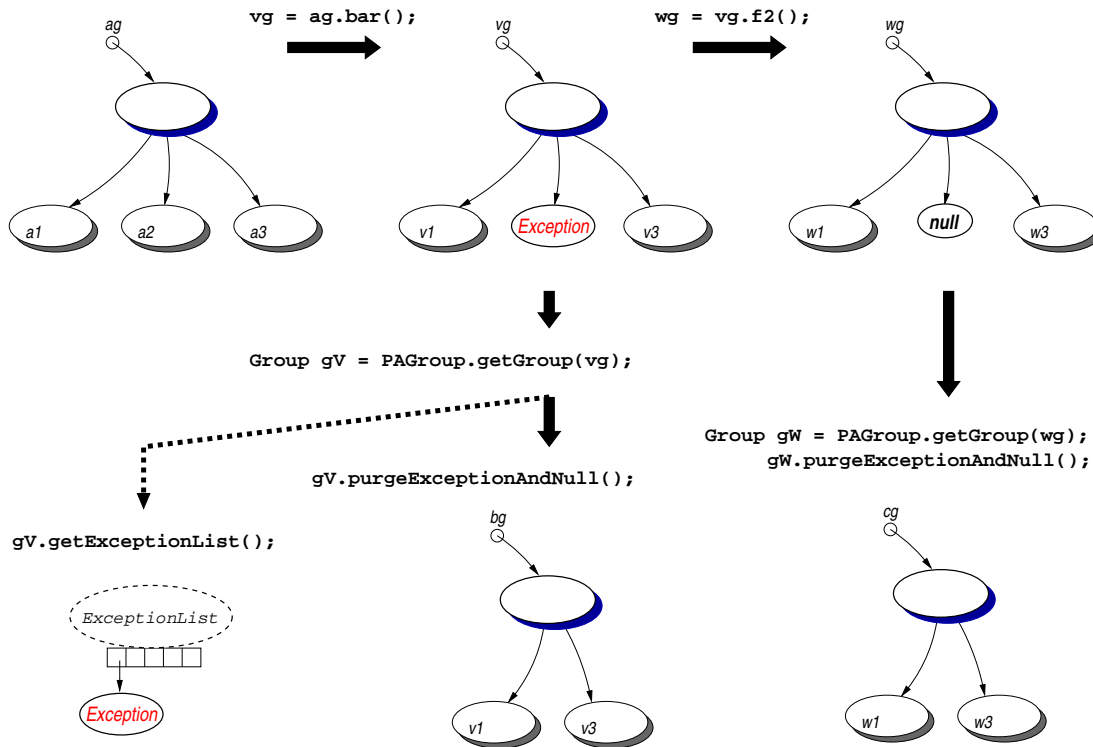 vg = ag.bar();
wg = vg.f2();
ag
vg
wg
a1
a2
a3
v1
Exception
v3
w1
null
w3
Group gV = PAGroup.getGroup(vg);
Group gW = PAGroup.getGroup(wg);
gW.purgeExceptionAndNull();
gV.purgeExceptionAndNull();
gV.getExceptionList();
bg
cg
ExceptionList
Exception
v1
v3
w1
w3